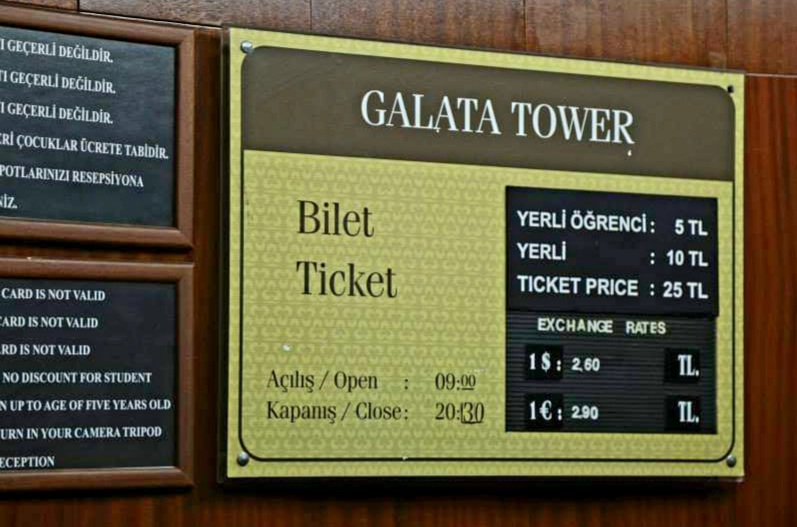 I GEÇERLİ DEĞİLDİR.
TI GEÇERLİ DEĞİLDİR.
I GEÇERLİ DEĞİLDİR.
ERİ ÇOCUKLAR ÜCRETE TABİDİR.
POTLARINIZI RESEPSİYONA
NİZ.
CARD IS NOT VALID
CARD IS NOT VALID
RD IS NOT VALID
NO DISCOUNT FOR STUDENT
N UP TO AGE OF FIVE YEARS OLD
URN IN YOUR CAMERA TRIPOD
ECEPTION
GALATA TOWER
Bilet
Ticket
Açılış / Open : 09:00
Kapanış / Close: 20:30
YERLİ ÖĞRENCİ : 5 TL
YERLİ : 10 TL
TICKET PRICE : 25 TL
EXCHANGE RATES
1 $ : 2,60 TL.
1 € : 2.90 TL.